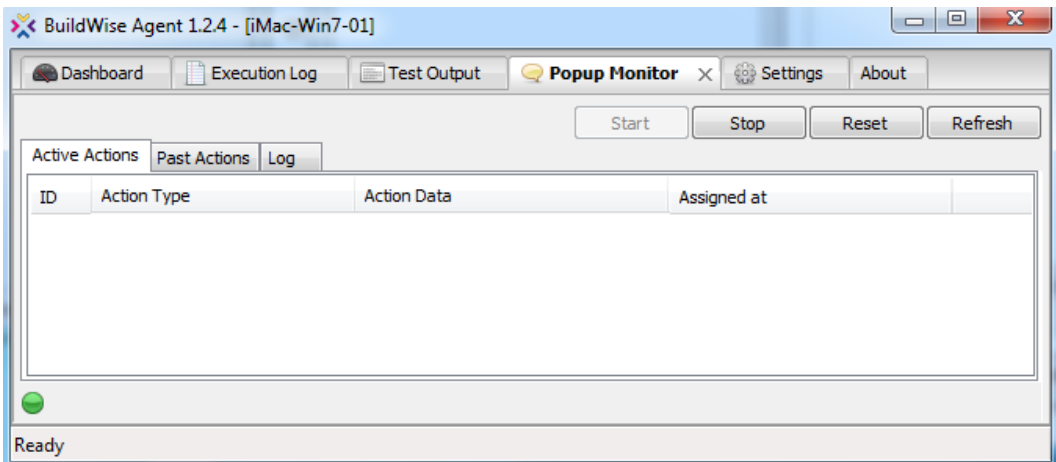 BuildWise Agent 1.2.4 - [iMac-Win7-01]
Dashboard Execution Log Test Output Popup Monitor Settings About
Start Stop Reset Refresh
Active Actions Past Actions Log
ID Action Type Action Data Assigned at
Ready